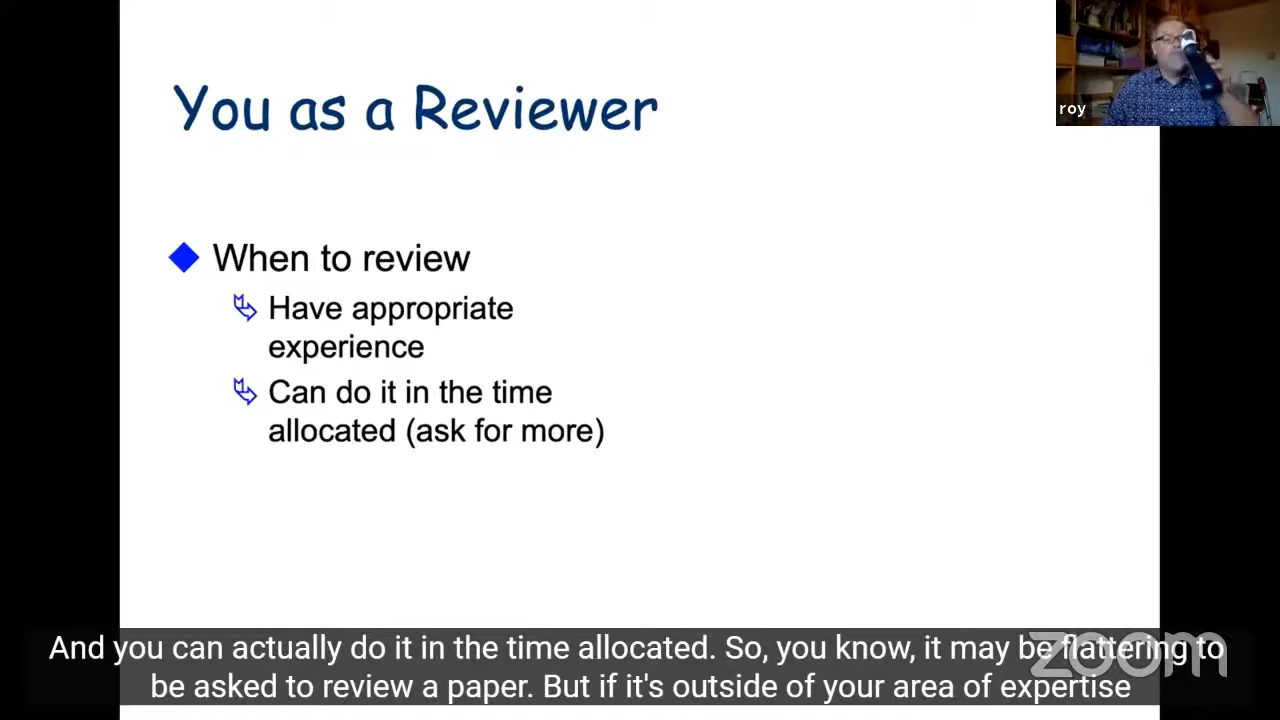 You as a Reviewer
roy
When to review
Have appropriate
experience
Can do it in the time
allocated (ask for more)
And you can actually do it in the time allocated. So, you know, it may be flattering to
be asked to review a paper. But if it's outside of your area of expertise
zoom